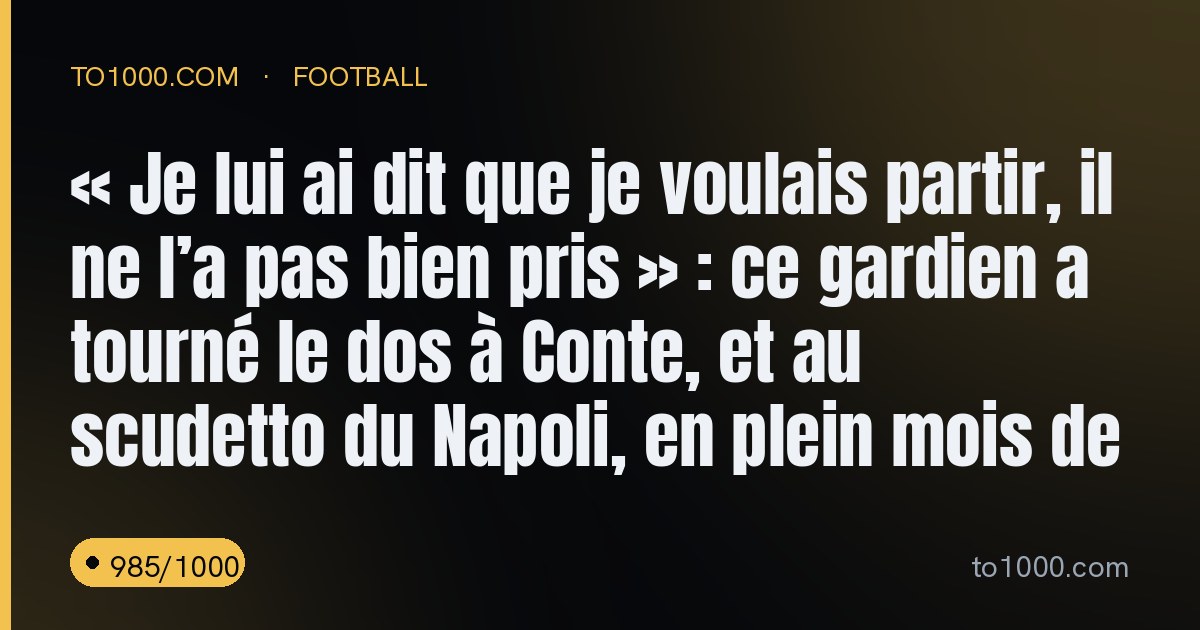 TO1000.COM · FOOTBALL
« Je lui ai dit que je voulais partir, il
ne l’a pas bien pris » : ce gardien a
tourné le dos à Conte, et au
scudetto du Napoli, en plein mois de
985/1000
to1000.com